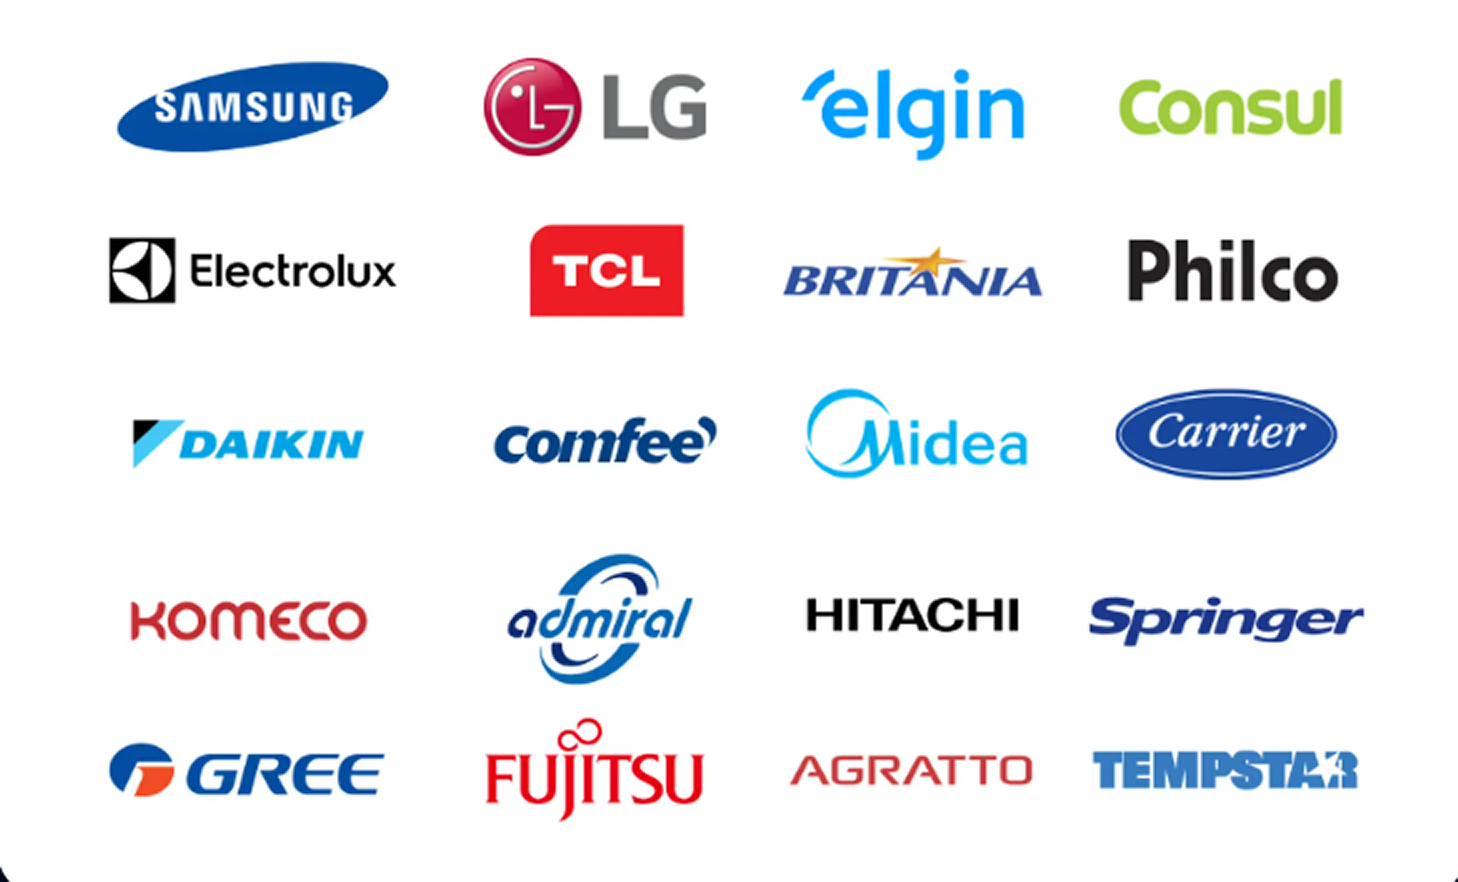 SAMSUNG LG elgin Consul
Electrolux TCL BRITANIA Philco
DAIKIN comfee' Midea Carrier
KOMECO admiral HITACHI Springer
GREE FUJITSU AGRATTO TEMPSTAR